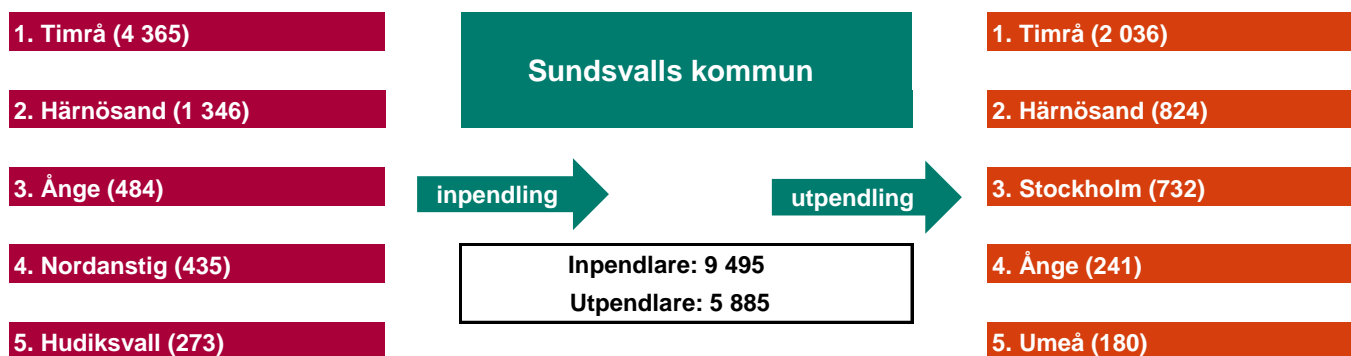 1. Timrå (4 365)
2. Härnösand (1 346)
3. Ånge (484)
4. Nordanstig (435)
5. Hudiksvall (273)
Sundsvalls kommun
inpendling
utpendling
Inpendlare: 9 495
Utpendlare: 5 885
1. Timrå (2 036)
2. Härnösand (824)
3. Stockholm (732)
4. Ånge (241)
5. Umeå (180)